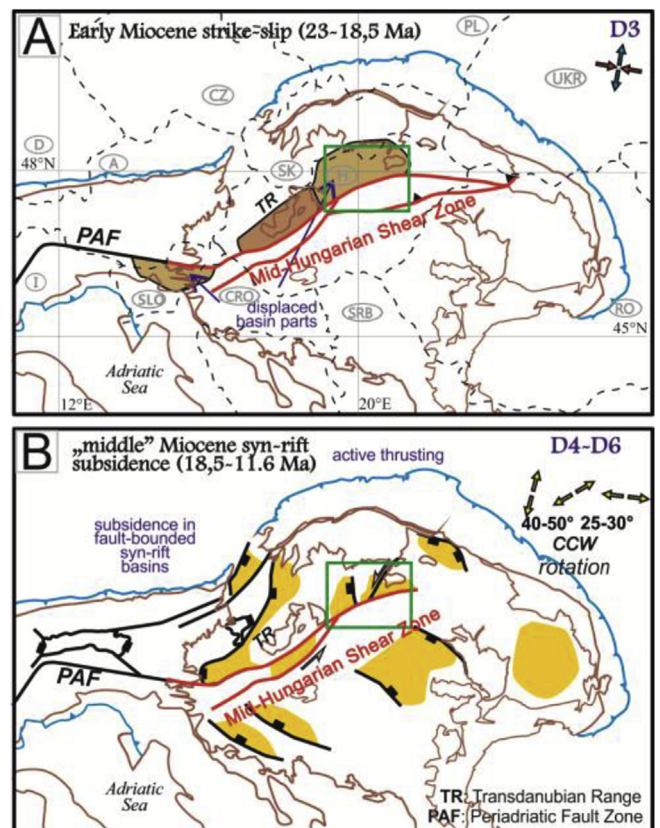 A Early Miocene strike-slip (23-18,5 Ma)
PL
D3
UKR
CZ
D
48°N
A
SK
H
TR
PAF
Mid-Hungarian Shear Zone
I
SLO
CRO
displaced
basin parts
SRB
RO
45°N
Adriatic
Sea
12°E
20°E
B „middle” Miocene syn-rift
subsidence (18,5-11.6 Ma)
active thrusting
D4-D6
subsidence in
fault-bounded
syn-rift
basins
40-50° 25-30°
CCW
rotation
TR
PAF
Mid-Hungarian Shear Zone
Adriatic
Sea
TR: Transdanubian Range
PAF: Periadriatic Fault Zone